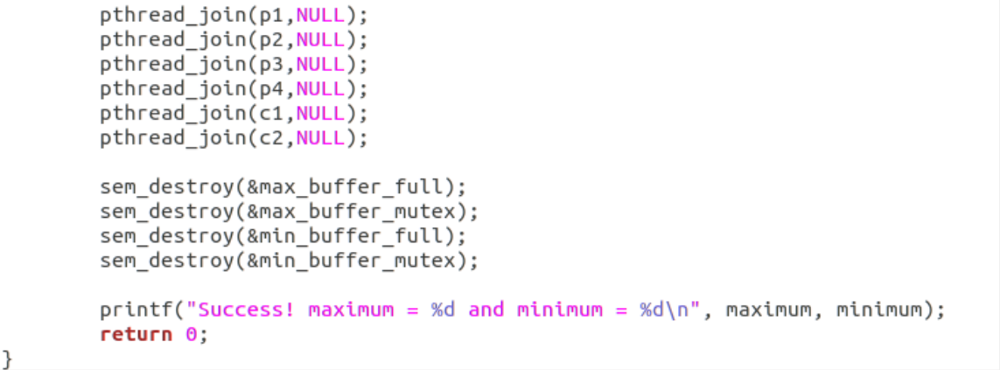 pthread_join(p1,NULL);
pthread_join(p2,NULL);
pthread_join(p3,NULL);
pthread_join(p4,NULL);
pthread_join(c1,NULL);
pthread_join(c2,NULL);
sem_destroy(&max_buffer_full);
sem_destroy(&max_buffer_mutex);
sem_destroy(&min_buffer_full);
sem_destroy(&min_buffer_mutex);
printf("Success! maximum = %d and minimum = %d\n", maximum, minimum);
return 0;
}